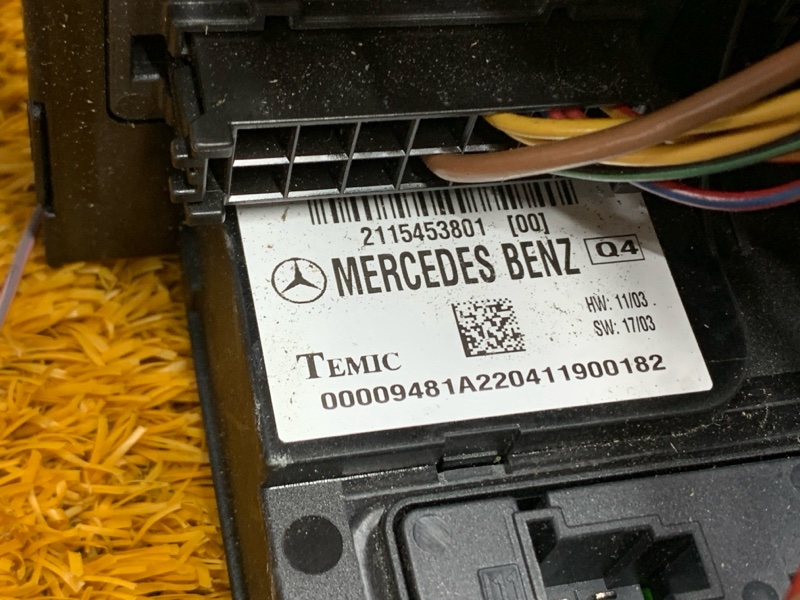 2115453801 [00]
MERCEDES BENZ Q4
HW: 11/03
SW: 17/03
TEMIC
00009481A220411900182